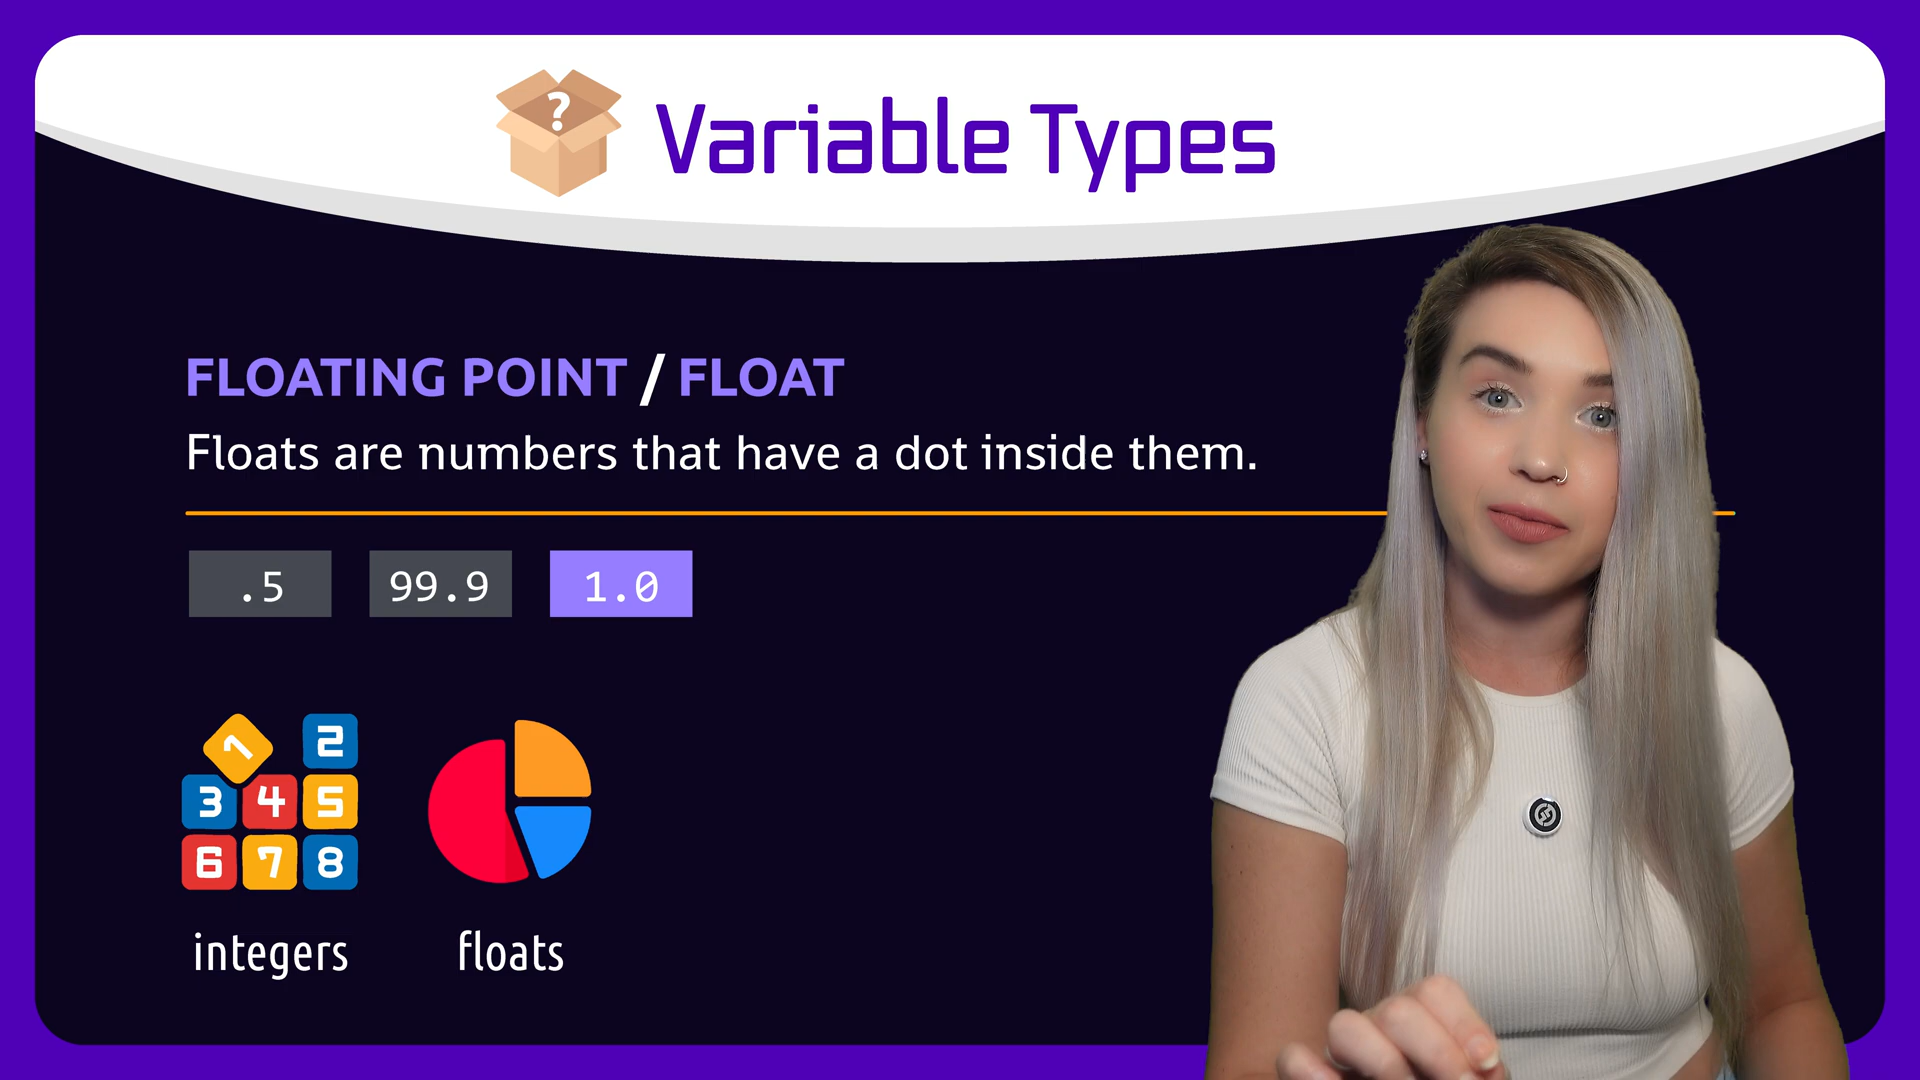 ?
Variable Types
FLOATING POINT / FLOAT
Floats are numbers that have a dot inside them.
.5 99.9 1.0
1 2
3 4 5
6 7 8
integers floats